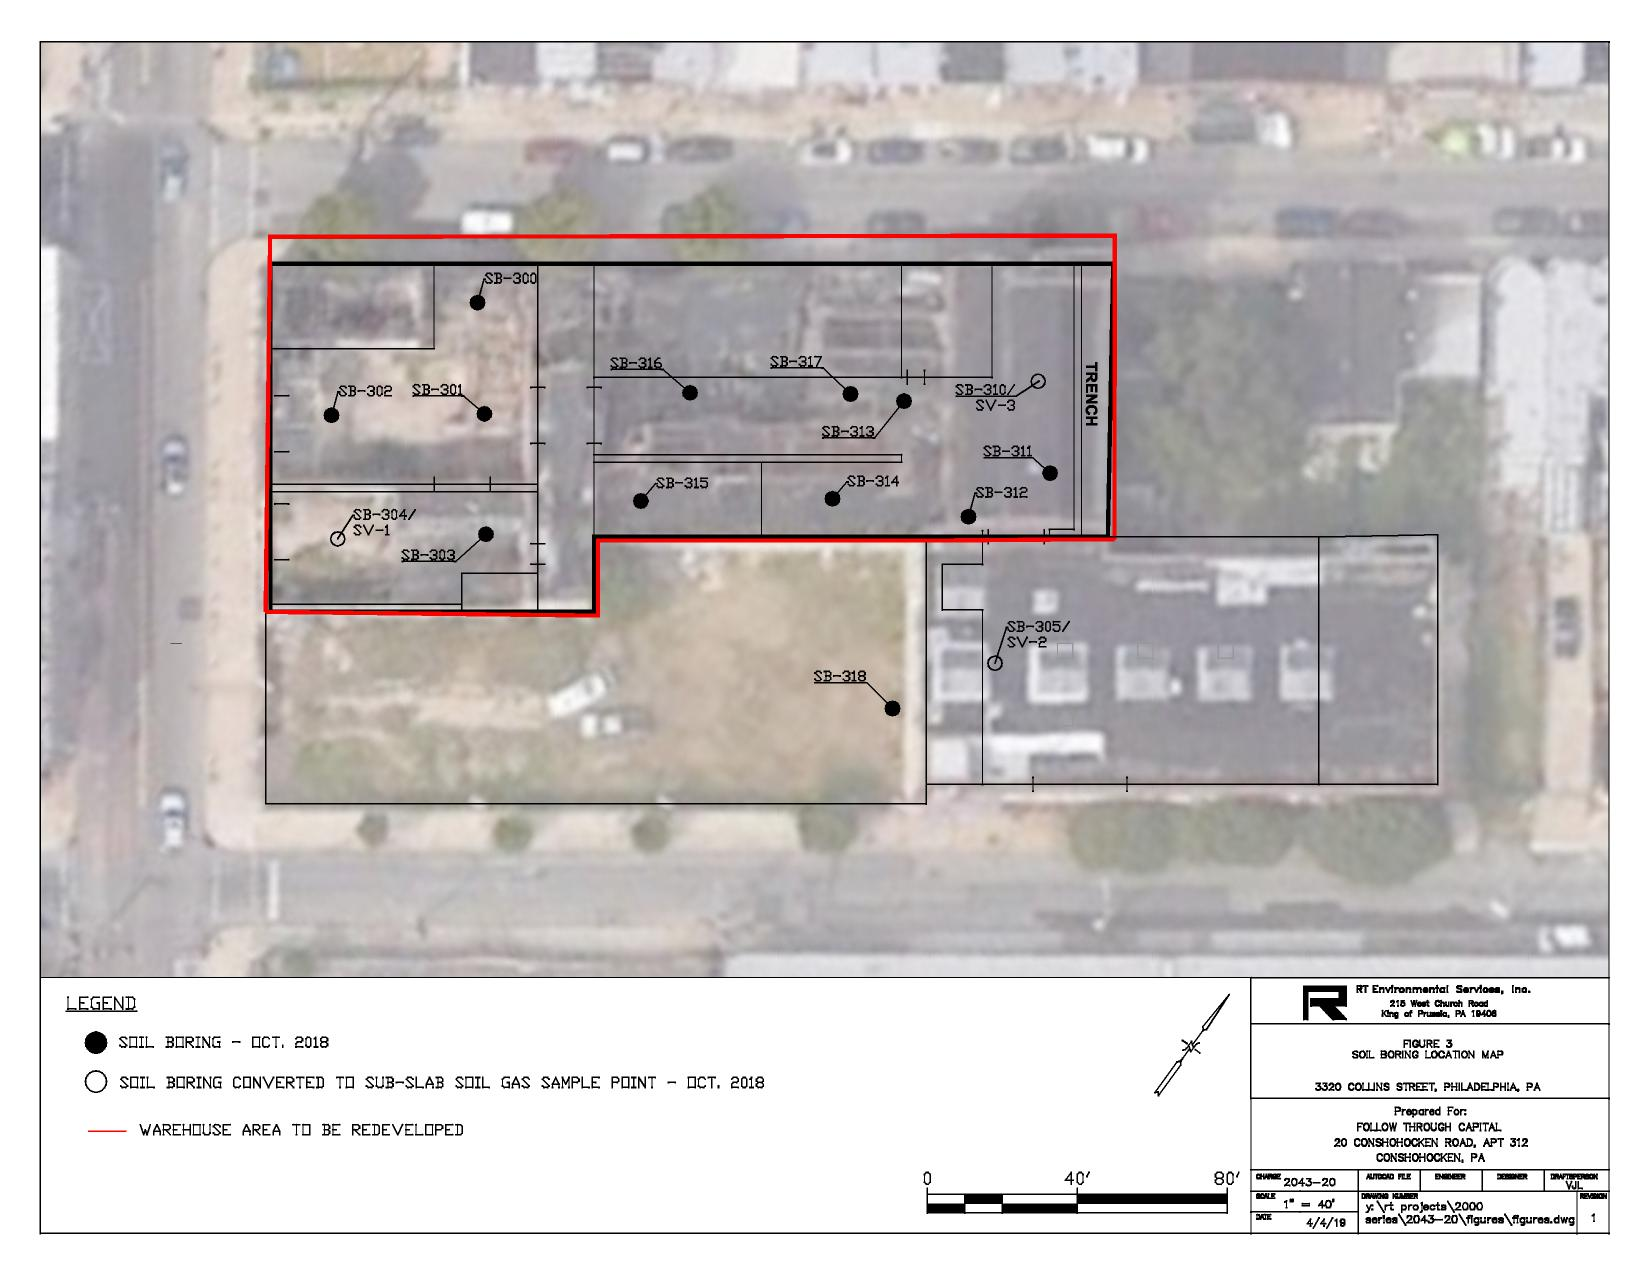 SB-300
SB-316
SB-317
SB-302
SB-301
SB-310/
SV-3
TRENCH
SB-313
SB-311
SB-315
SB-314
SB-312
SB-304/
SV-1
SB-303
SB-305/
SV-2
SB-318
LEGEND
SOIL BORING - OCT. 2018
SOIL BORING CONVERTED TO SUB-SLAB SOIL GAS SAMPLE POINT - OCT. 2018
WAREHOUSE AREA TO BE REDEVELOPED
N
0 40' 80'
R
RT Environmental Services, Inc.
215 West Church Road
King of Prussia, PA 19406
FIGURE 3
SOIL BORING LOCATION MAP
3320 COLLINS STREET, PHILADELPHIA, PA
Prepared For:
FOLLOW THROUGH CAPITAL
20 CONSHOHOCKEN ROAD, APT 312
CONSHOHOCKEN, PA
CHARGE 2043-20 AUTOCAD FILE ENGINEER DESIGNER DRAFTSPERSON VJL
SCALE 1" = 40' DRAWING NUMBER REVISION
y:\rt projects\2000
series\2043-20\figures\figures.dwg 1
DATE 4/4/19